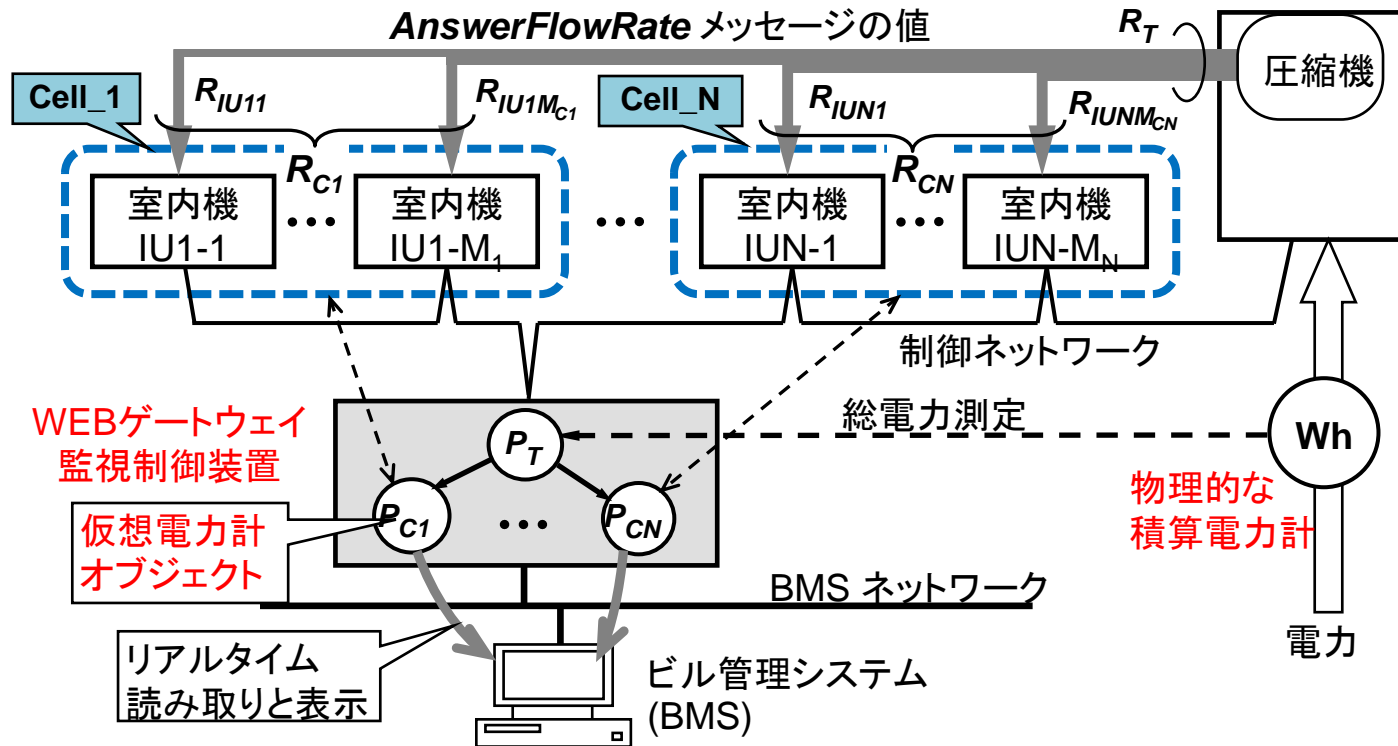 AnswerFlowRate メッセージの値
R_T
圧縮機
Cell_1
R_IU11
R_IU1M_C1
Cell_N
R_IUN1
R_IUNM_CN
R_C1
R_CN
室内機
IU1-1
•••
室内機
IU1-M_1
•••
室内機
IUN-1
•••
室内機
IUN-M_N
制御ネットワーク
WEBゲートウェイ
監視制御装置
P_T
総電力測定
Wh
物理的な
積算電力計
仮想電力計
オブジェクト
P_C1
•••
P_CN
BMS ネットワーク
電力
リアルタイム
読み取りと表示
ビル管理システム
(BMS)